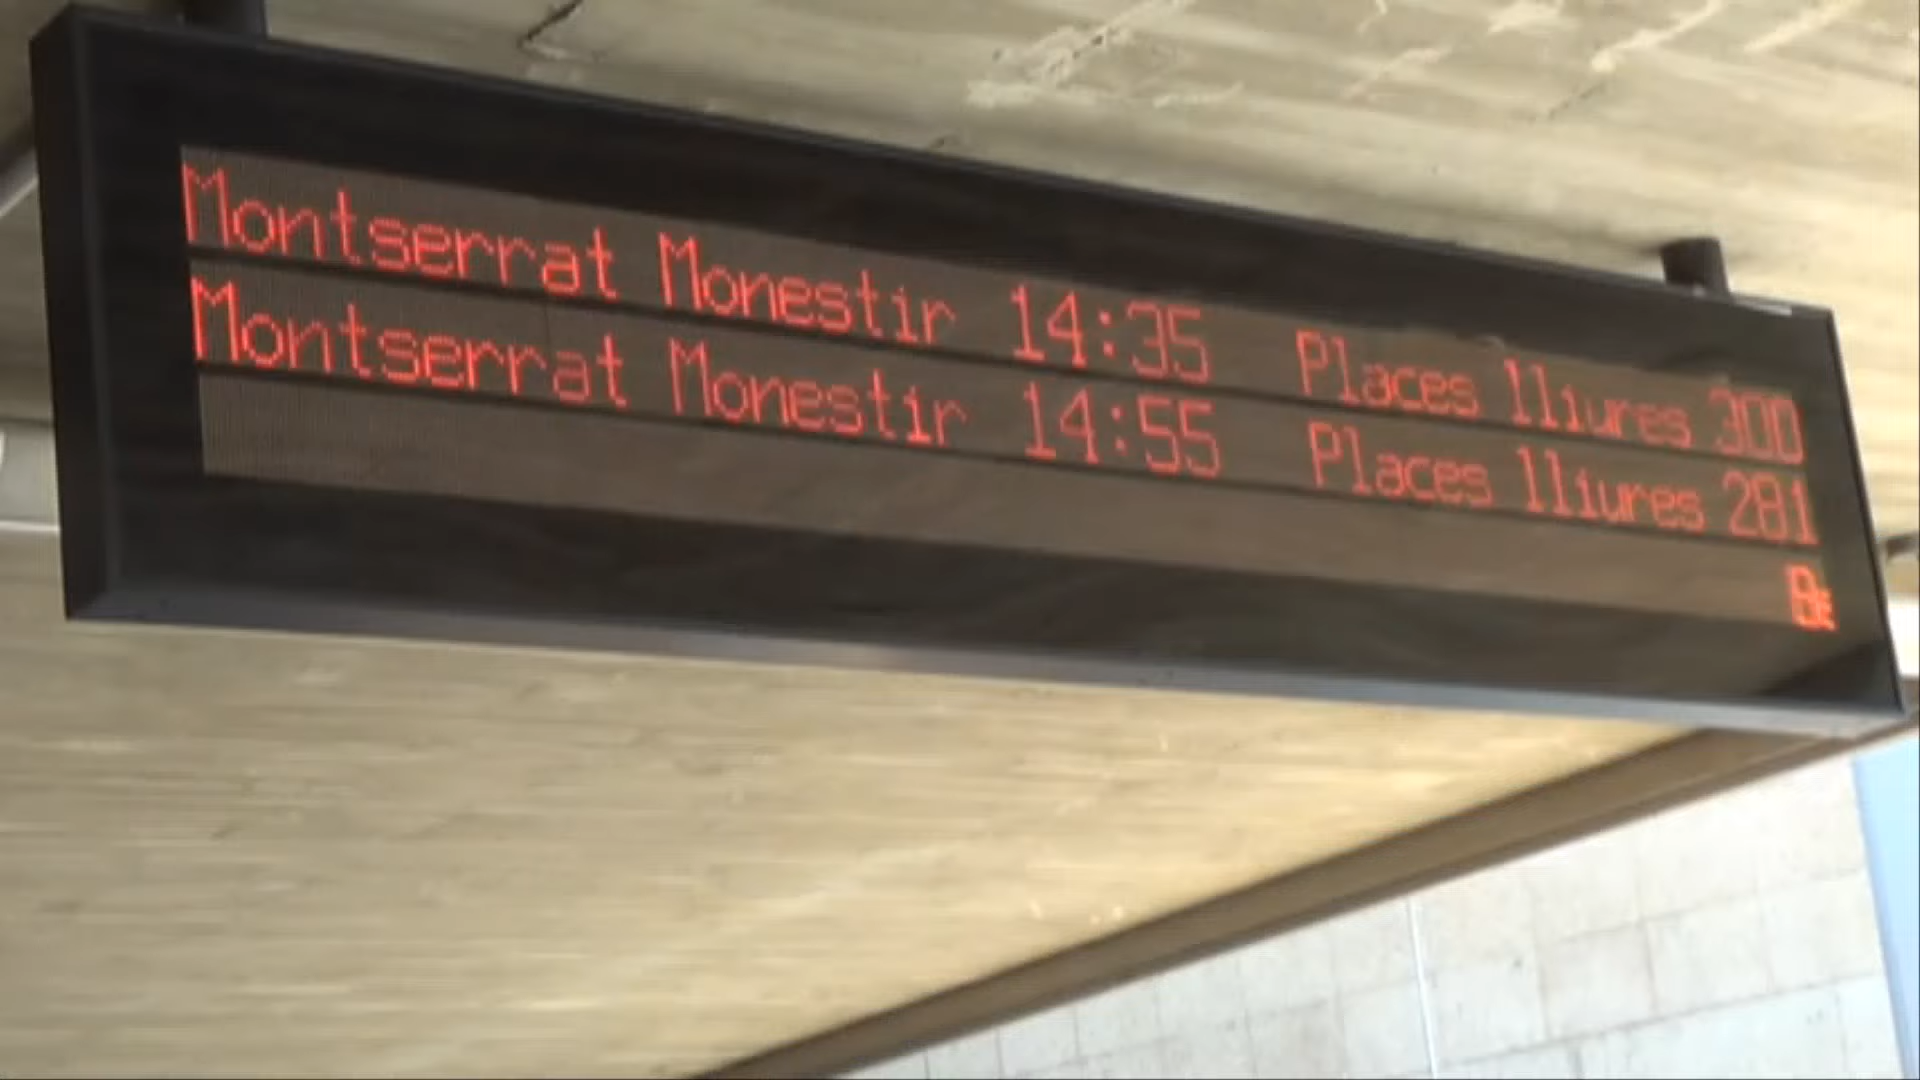 Montserrat Monestir 14:35 Places lliures 300
Montserrat Monestir 14:55 Places lliures 281